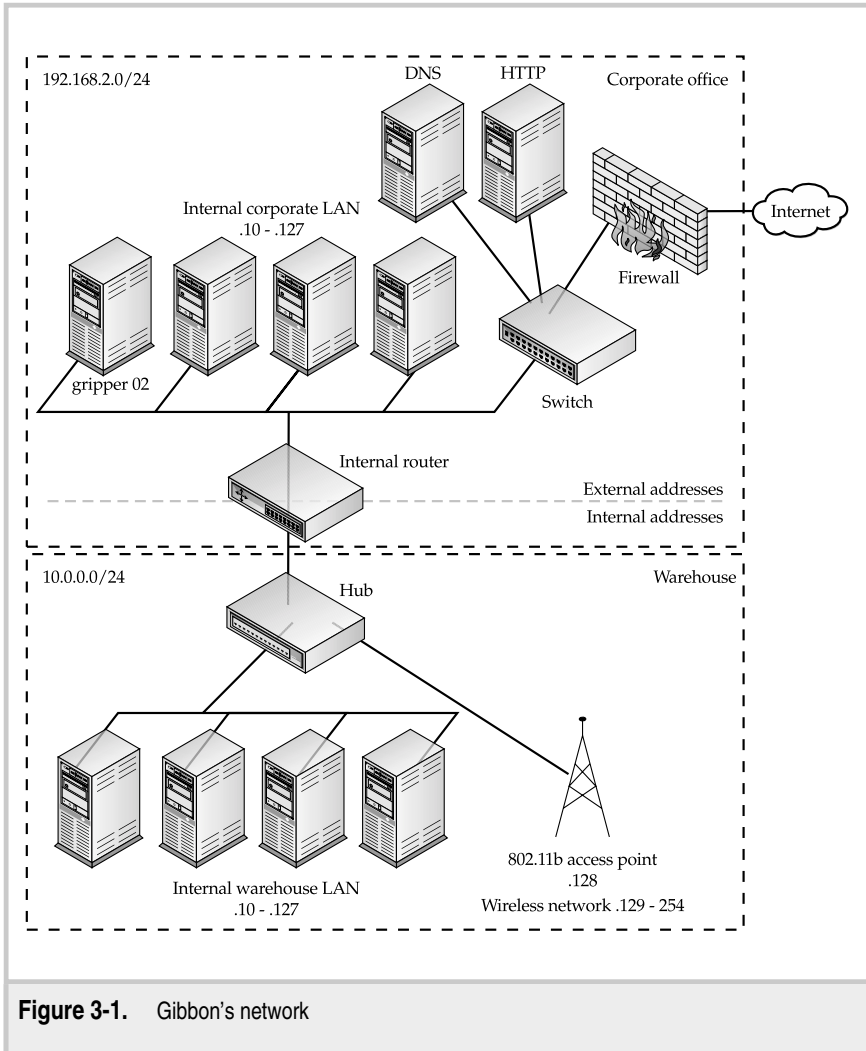 192.168.2.0/24
DNS
HTTP
Corporate office
Internal corporate LAN
.10 - .127
Internet
Firewall
gripper 02
Switch
Internal router
External addresses
Internal addresses
10.0.0.0/24
Hub
Warehouse
802.11b access point
.128
Internal warehouse LAN
.10 - .127
Wireless network .129 - 254
Figure 3-1. Gibbon's network